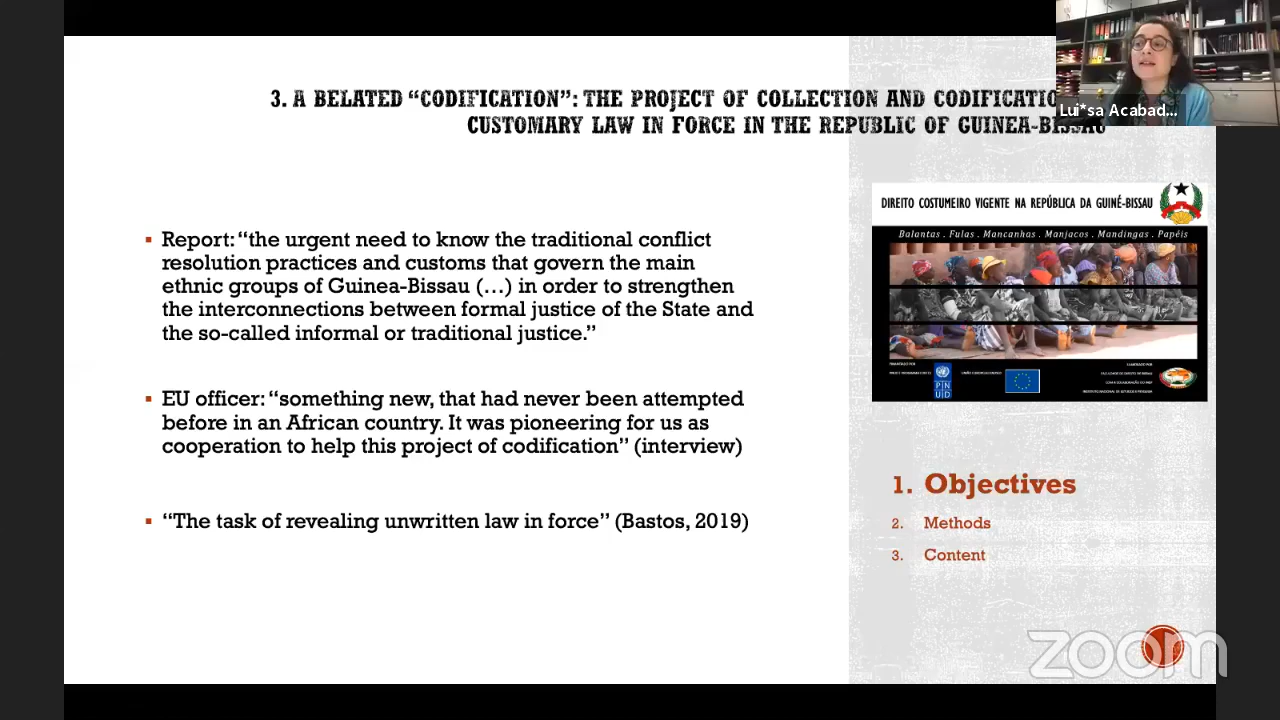 3. A BELATED “CODIFICATION”: THE PROJECT OF COLLECTION AND CODIFICATIO
CUSTOMARY LAW IN FORCE IN THE REPUBLIC OF GUINEA-BISSAU
Lui*sa Acabad...
▪ Report: “the urgent need to know the traditional conflict
resolution practices and customs that govern the main
ethnic groups of Guinea-Bissau (…) in order to strengthen
the interconnections between formal justice of the State and
the so-called informal or traditional justice.”
▪ EU officer: “something new, that had never been attempted
before in an African country. It was pioneering for us as
cooperation to help this project of codification” (interview)
▪ “The task of revealing unwritten law in force” (Bastos, 2019)
DIREITO COSTUMEIRO VIGENTE NA REPÚBLICA DA GUINÉ-BISSAU
Balantas . Fulas . Mancanhas . Manjacos . Mandingas . Papéis
PN
UD
1. Objectives
2. Methods
3. Content
zoom